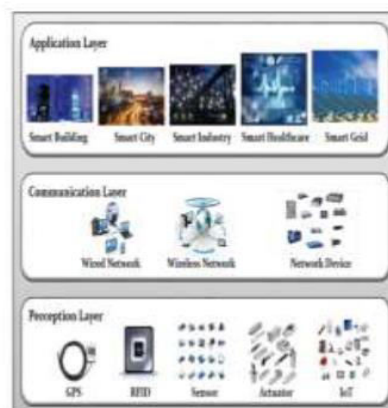 Application Layer
Smart Building Smart City Smart Industry Smart Healthcare Smart Grid
Communication Layer
Wired Network Wireless Network Network Device
Perception Layer
GPS RFID Sensor Actuator IoT